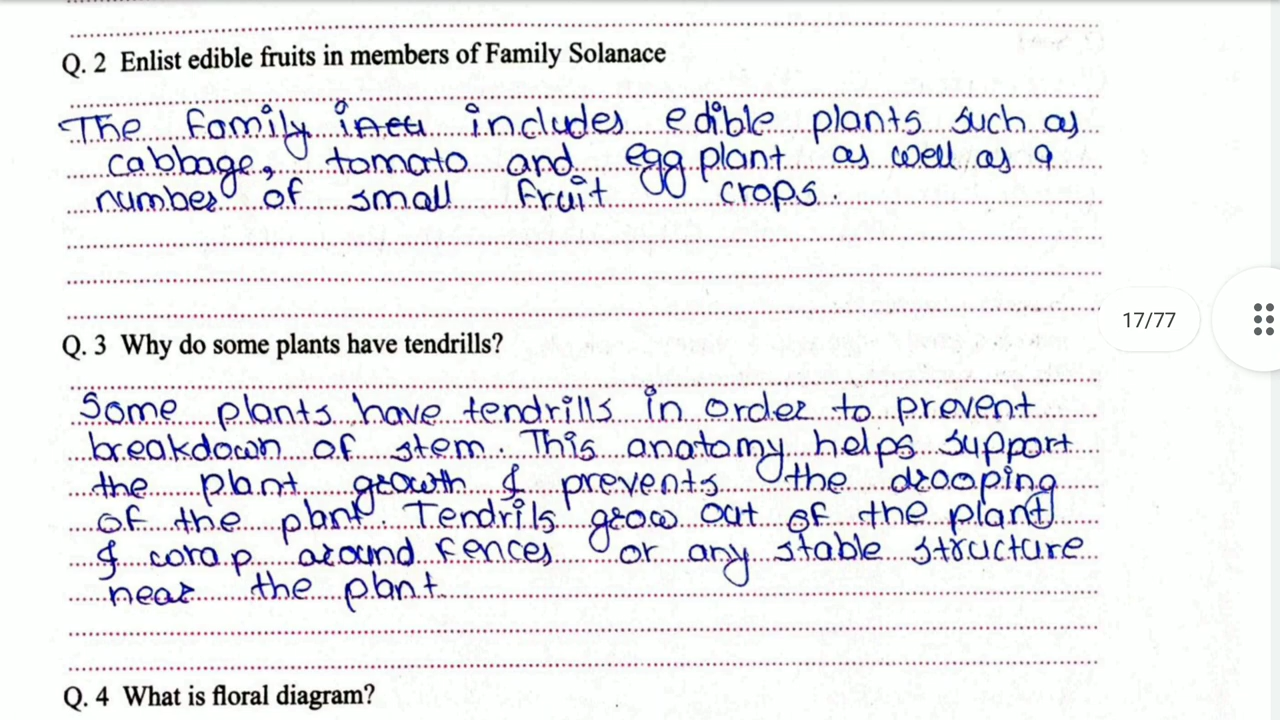 Q. 2 Enlist edible fruits in members of Family Solanace
The family includes edible plants such as
cabbage, tomato and egg plant as well as a
number of small fruit crops.
17/77
Q. 3 Why do some plants have tendrills?
Some plants have tendrills in order to prevent
breakdown of stem. This anatomy helps support
the plant growth & prevents the drooping
of the plant. Tendrils grow out of the plant
& corap around fences or any stable structure
near the plant
Q. 4 What is floral diagram?